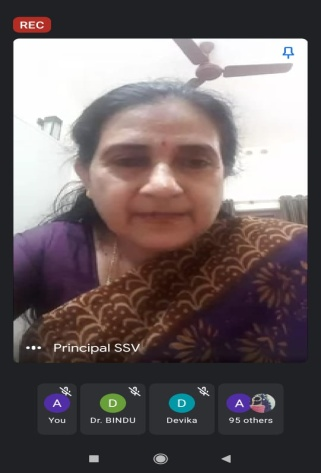 REC
Principal SSV
A
D
D
A
You
Dr. BINDU
Devika
95 others